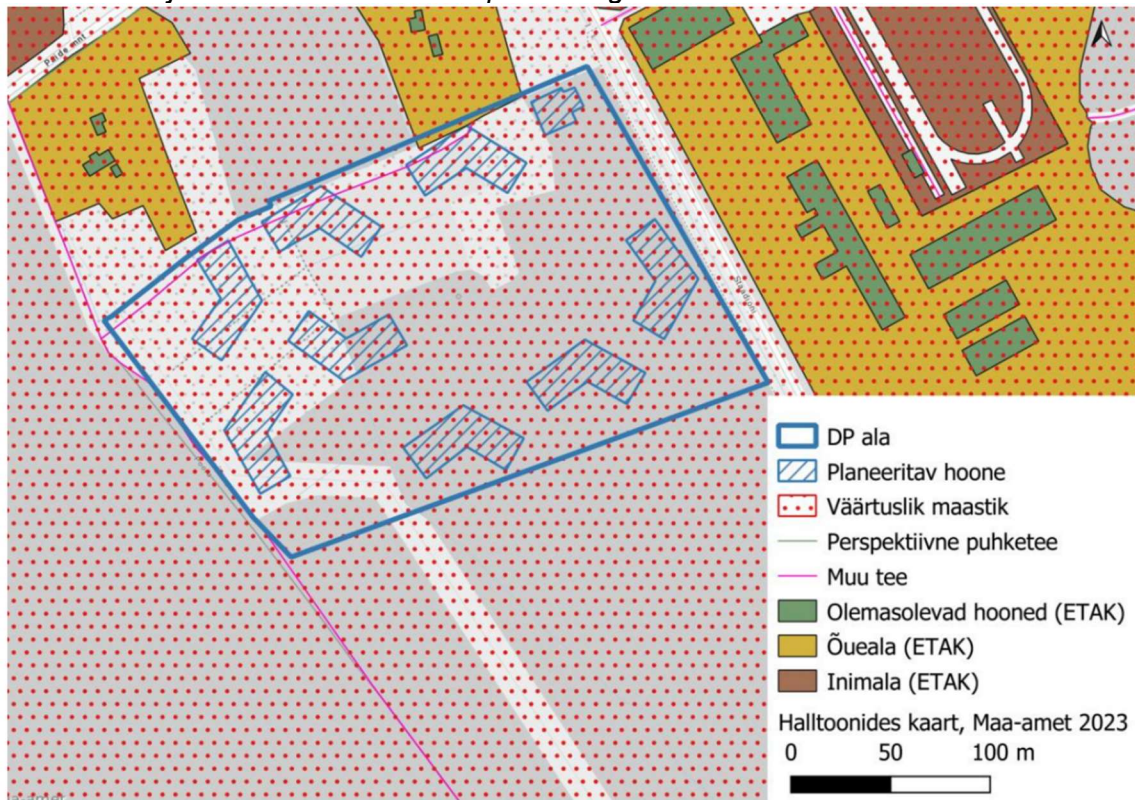 Paide mnt
Staadioni
DP ala
Planeeritav hoone
Väärtuslik maastik
Perspektiivne puhketee
Muu tee
Olemasolevad hooned (ETAK)
Õueala (ETAK)
Inimala (ETAK)
Halltoonides kaart, Maa-amet 2023
0 50 100 m